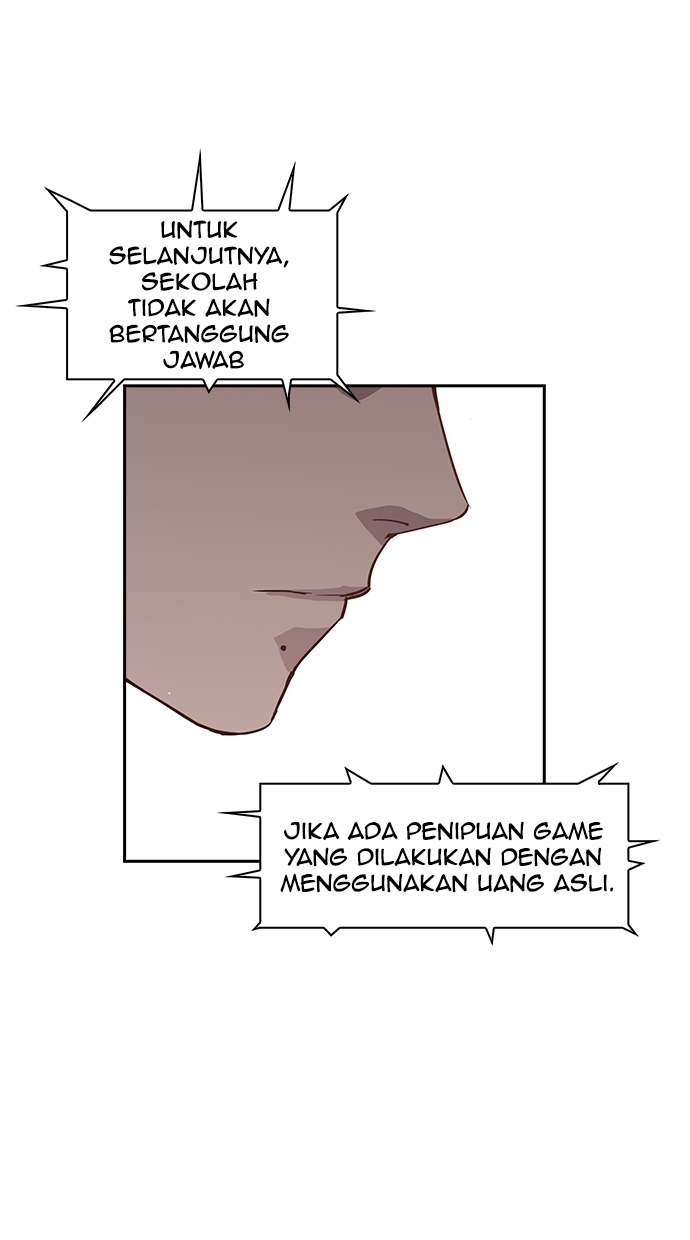 UNTUK
SELANJUTNYA,
SEKOLAH
TIDAK AKAN
BERTANGGUNG
JAWAB
JIKA ADA PENIPUAN GAME
YANG DILAKUKAN DENGAN
MENGGUNAKAN UANG ASLI.